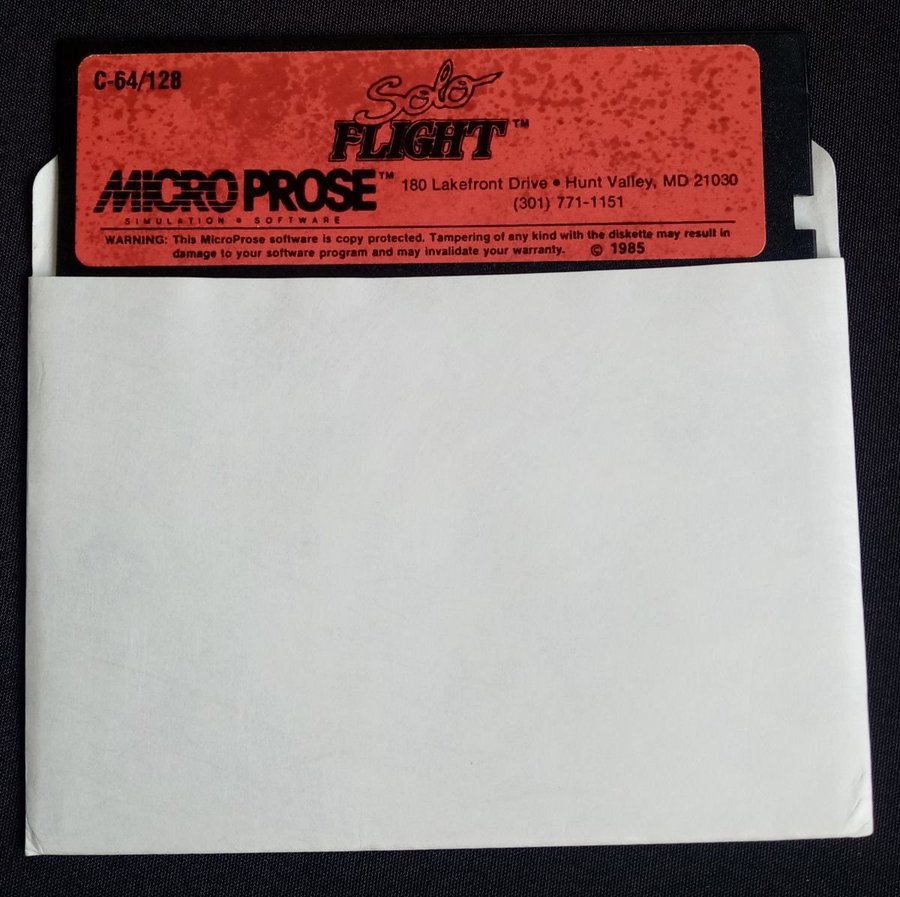 C-64/128
Solo
FLIGHT™
MICROPROSE™
SIMULATION • SOFTWARE
180 Lakefront Drive • Hunt Valley, MD 21030
(301) 771-1151
WARNING: This MicroProse software is copy protected. Tampering of any kind with the diskette may result in
damage to your software program and may invalidate your warranty. © 1985